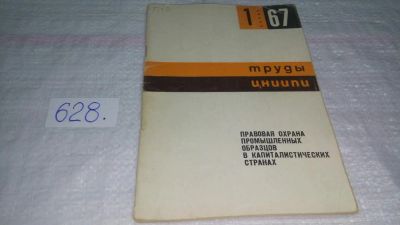 1 67
труды
цниипи
ПРАВОВАЯ ОХРАНА
ПРОМЫШЛЕННЫХ
ОБРАЗЦОВ
В КАПИТАЛИСТИЧЕСКИХ
СТРАНАХ
628.